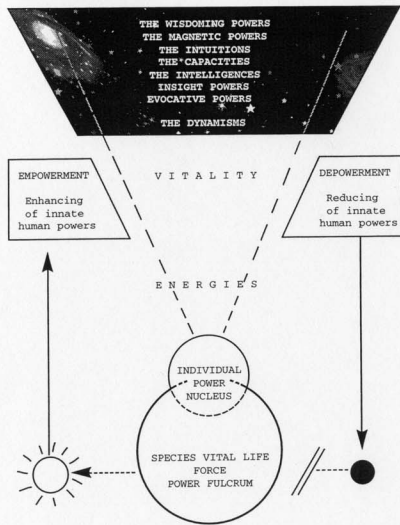 THE WISDOMING POWERS
THE MAGNETIC POWERS
THE INTUITIONS
THE CAPACITIES
THE INTELLIGENCES
INSIGHT POWERS
EVOCATIVE POWERS
THE DYNAMISMS
EMPOWERMENT
Enhancing
of innate
human powers
VITALITY
DEPOWERMENT
Reducing
of innate
human powers
ENERGIES
INDIVIDUAL
POWER
NUCLEUS
SPECIES VITAL LIFE
FORCE
POWER FULCRUM